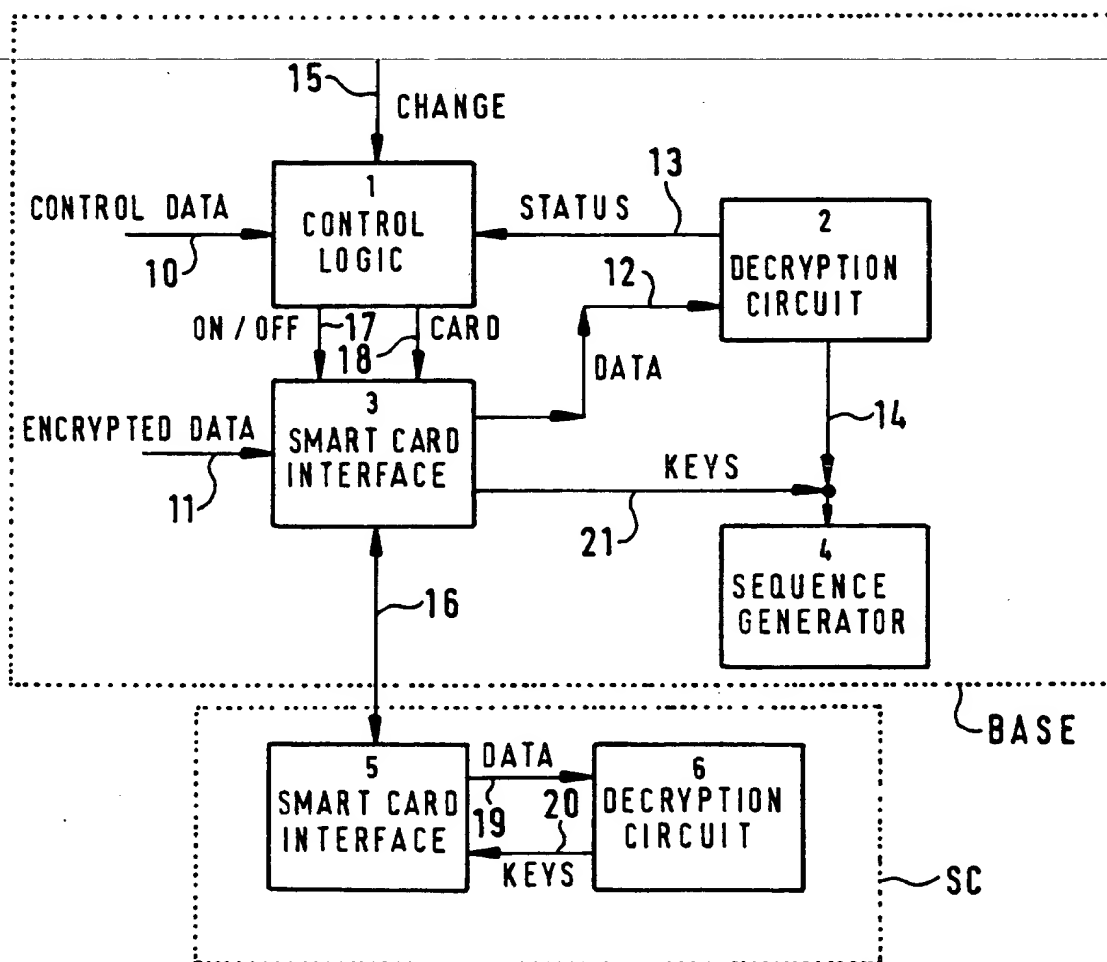 15
CHANGE
1
CONTROL
LOGIC
CONTROL DATA
10
STATUS
13
2
DECRYPTION
CIRCUIT
12
ON / OFF
17
18
CARD
DATA
3
SMART CARD
INTERFACE
ENCRYPTED DATA
11
14
KEYS
21
4
SEQUENCE
GENERATOR
16
BASE
5
SMART CARD
INTERFACE
DATA
19
20
KEYS
6
DECRYPTION
CIRCUIT
SC